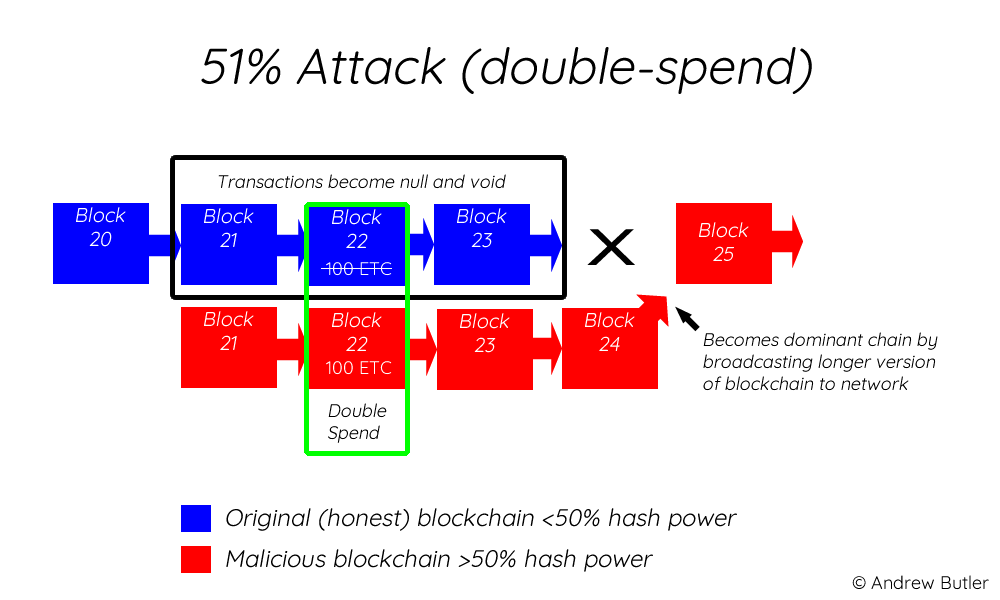 51% Attack (double-spend)
Transactions become null and void
Block
20
Block
21
Block
22
100 ETC
Block
23
X
Block
25
Block
21
Block
22
100 ETC
Block
23
Block
24
Becomes dominant chain by
broadcasting longer version
of blockchain to network
Double
Spend
Original (honest) blockchain <50% hash power
Malicious blockchain >50% hash power
© Andrew Butler